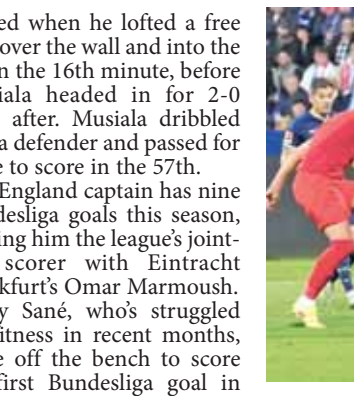 ed when he lofted a free
over the wall and into the
n the 16th minute, before
iala headed in for 2-0
after. Musiala dribbled
a defender and passed for
e to score in the 57th.
England captain has nine
desliga goals this season,
ing him the league’s joint-
scorer with Eintracht
kfurt’s Omar Marmoush.
y Sané, who’s struggled
itness in recent months,
e off the bench to score
first Bundesliga goal in